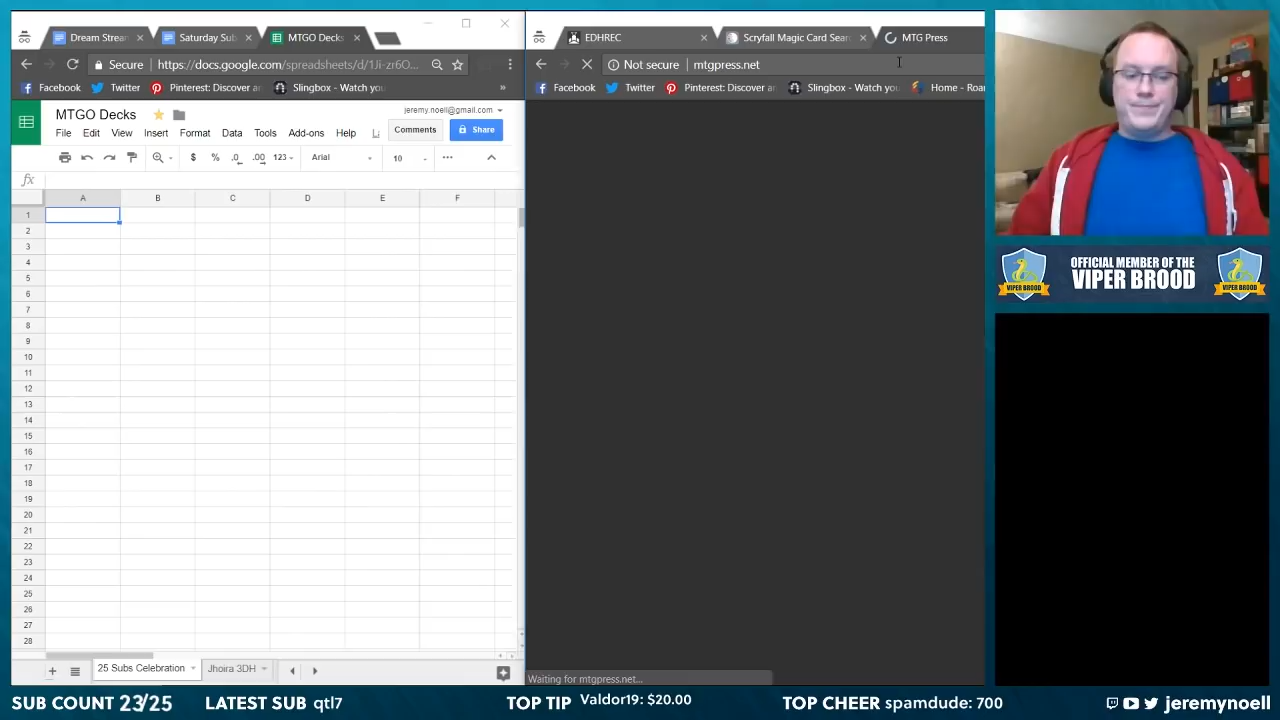 Dream Strea
Saturday Sub
MTGO Decks
Secure
https://docs.google.com/spreadsheets/d/1Ji-zr6O...
Facebook
Twitter
Pinterest: Discover ar
Slingbox - Watch you
»
MTGO Decks
jeremy.noell@gmail.com
File Edit View Insert Format Data Tools Add-ons Help
Comments
Share
$ % .0 .00 123 Arial 10
fx
A B C D E F
1
2
3
4
5
6
7
8
9
10
11
12
13
14
15
16
17
18
19
20
21
22
23
24
25
26
27
28
25 Subs Celebration
Jhoira 3DH
EDHREC
Scryfall Magic Card Sear
MTG Press
Not secure
mtgpress.net
Facebook
Twitter
Pinterest: Discover ar
Slingbox - Watch you
Home - Roar
Waiting for mtgpress.net...
OFFICIAL MEMBER OF THE
VIPER BROOD
VIPER BROOD
VIPER BROOD
SUB COUNT 23/25
LATEST SUB qtl7
TOP TIP Valdor19: $20.00
TOP CHEER spamdude: 700
jeremynoell